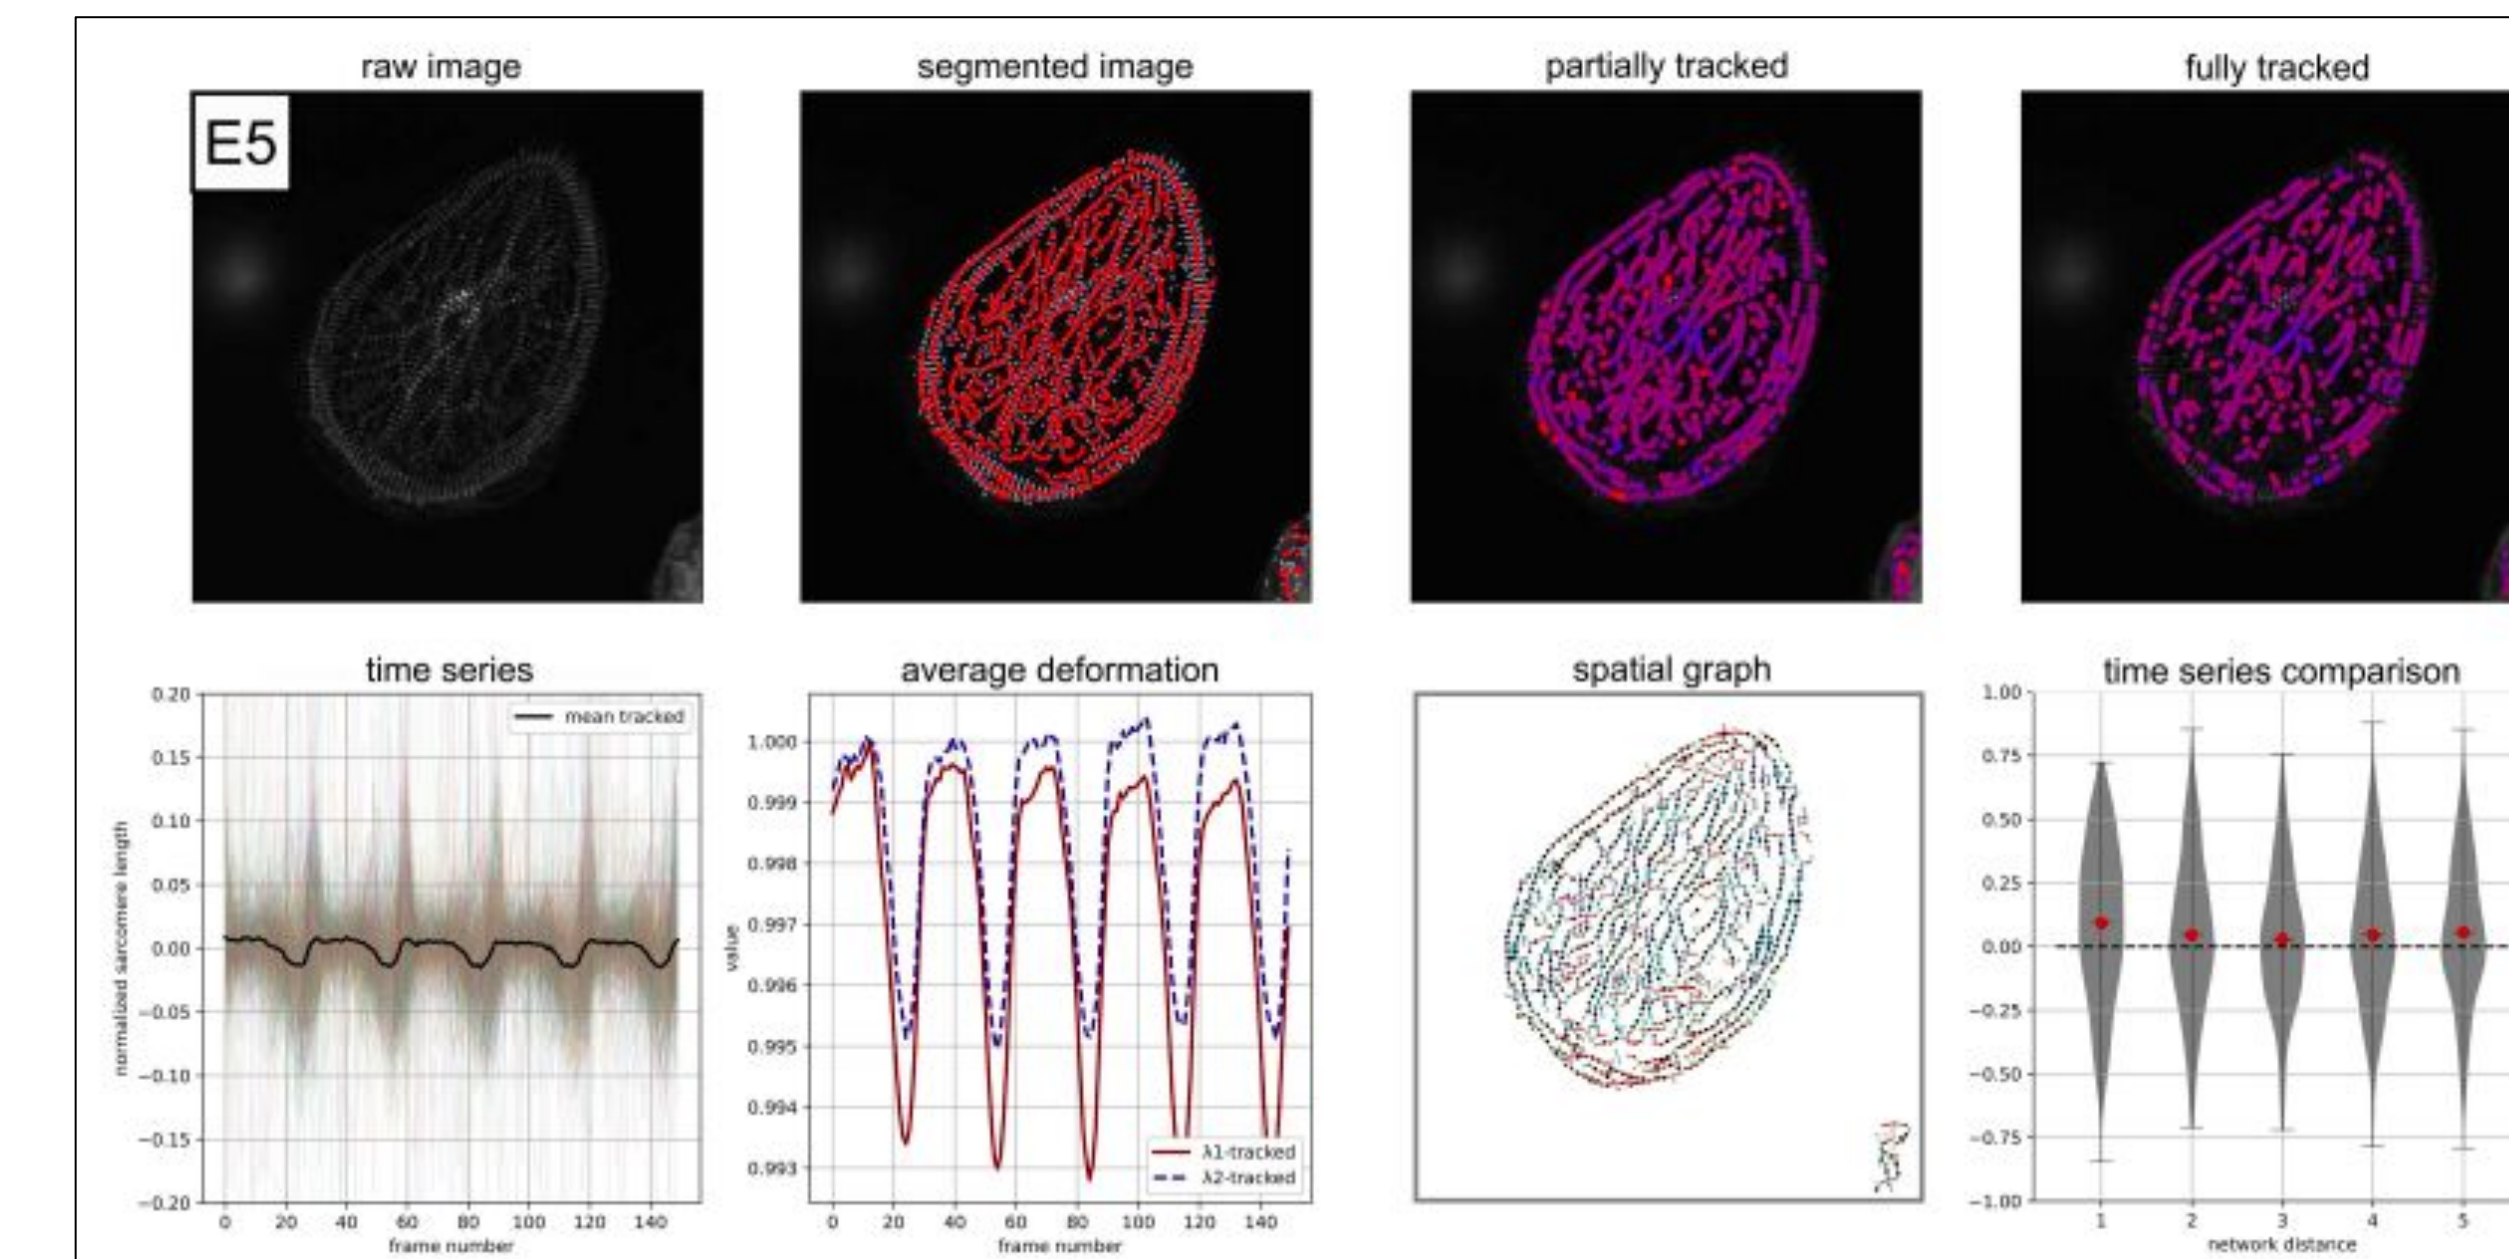 raw image
segmented image
partially tracked
fully tracked
E5
time series
average deformation
spatial graph
time series comparison
normalized sarcomere length
0.20
0.15
0.10
0.05
0.00
−0.05
−0.10
−0.15
−0.20
mean tracked
0 20 40 60 80 100 120 140
frame number
value
1.000
0.999
0.998
0.997
0.996
0.995
0.994
0.993
λ1-tracked
λ2-tracked
0 20 40 60 80 100 120 140
frame number
1.00
0.75
0.50
0.25
0.00
−0.25
−0.50
−0.75
−1.00
1 2 3 4 5
network distance